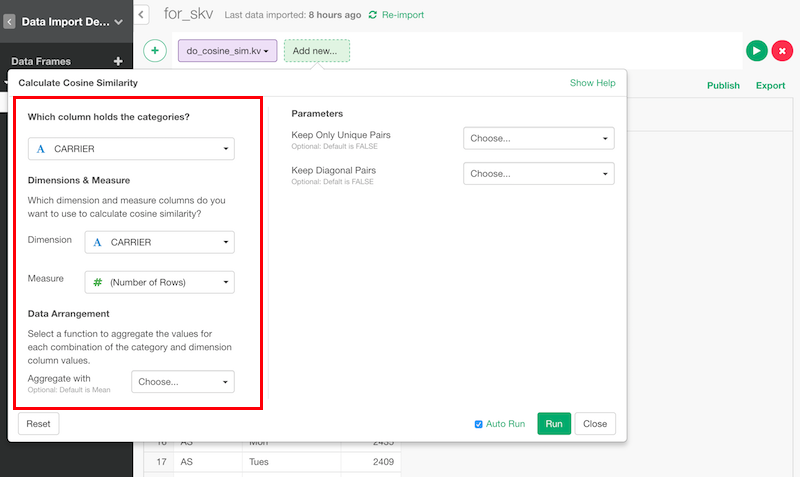 Data Import De...
for_skv
Last data imported: 8 hours ago
Re-import
Data Frames
do_cosine_sim.kv
Add new...
Publish
Export
Calculate Cosine Similarity
Show Help
Which column holds the categories?
A CARRIER
Dimensions & Measure
Which dimension and measure columns do you
want to use to calculate cosine similarity?
Dimension
A CARRIER
Measure
# (Number of Rows)
Data Arrangement
Select a function to aggregate the values for
each combination of the category and dimension
column values.
Aggregate with
Optional: Default is Mean
Choose...
Parameters
Keep Only Unique Pairs
Optional: Default is FALSE
Choose...
Keep Diagonal Pairs
Optional: Defalt is FALSE
Choose...
Reset
Auto Run
Run
Close
16 AS Mon 2435
17 AS Tues 2409